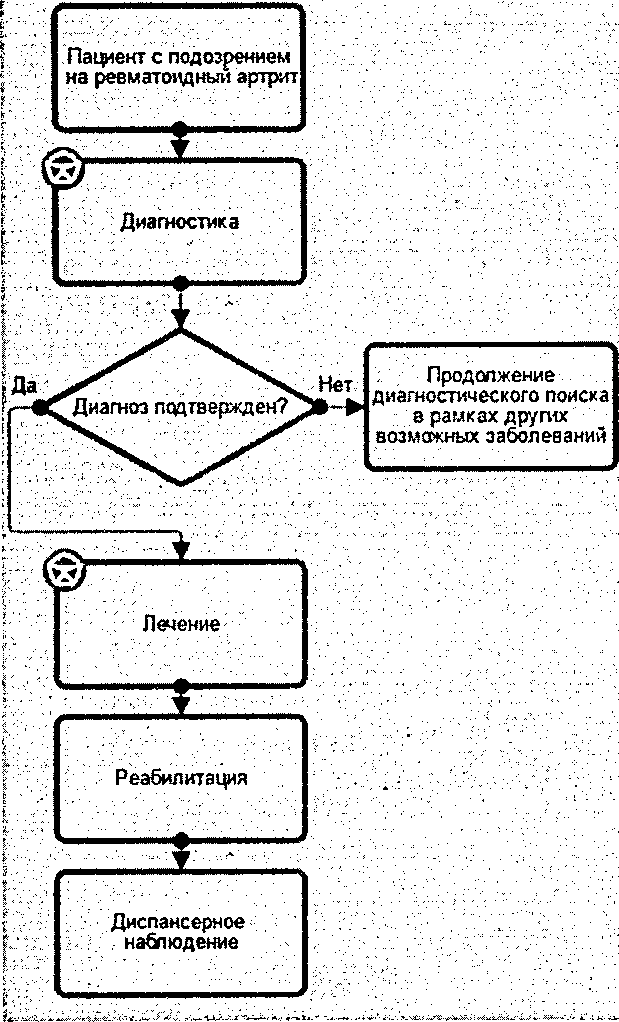 Пациент с подозрением
на ревматоидный артрит
Диагностика
Да
Диагноз подтвержден?
Нет
Продолжение
диагностического поиска
в рамках других
возможных заболеваний
Лечение
Реабилитация
Диспансерное
наблюдение